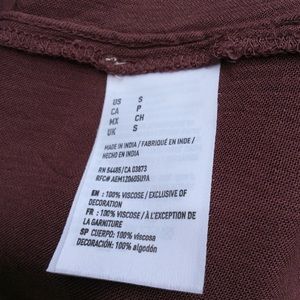 US S
CA P
MX CH
UK S
MADE IN INDIA / FABRIQUÉ EN INDE /
HECHO EN INDIA
RN 54485/CA 03873
RFC# AEM120605U9A
EN : 100% VISCOSE / EXCLUSIVE OF
DECORATION
FR : 100% VISCOSE / À L'EXCEPTION DE
LA GARNITURE
SP CUERPO: 100% viscosa
DECORACIÓN: 100% algodón